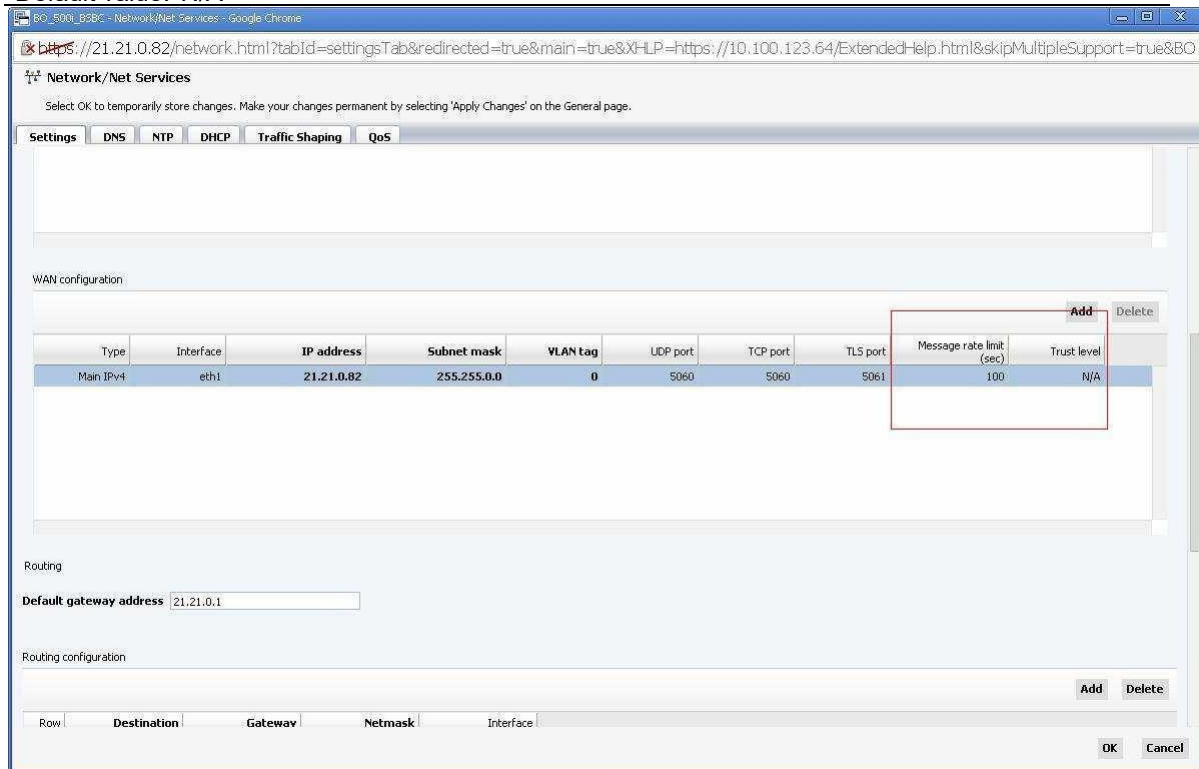 BO_500i_BSBC - Network/Net Services - Google Chrome
https://21.21.0.82/network.html?tabId=settingsTab&redirected=true&main=true&XHLP=https://10.100.123.64/ExtendedHelp.html&skipMultipleSupport=true&BO
Network/Net Services
Select OK to temporarily store changes. Make your changes permanent by selecting 'Apply Changes' on the General page.
Settings DNS NTP DHCP Traffic Shaping QoS
WAN configuration
Add Delete
Type Interface IP address Subnet mask VLAN tag UDP port TCP port TLS port Message rate limit (sec) Trust level
Main IPv4 eth1 21.21.0.82 255.255.0.0 0 5060 5060 5061 100 N/A
Routing
Default gateway address 21.21.0.1
Routing configuration
Add Delete
Row Destination Gateway Netmask Interface
OK Cancel